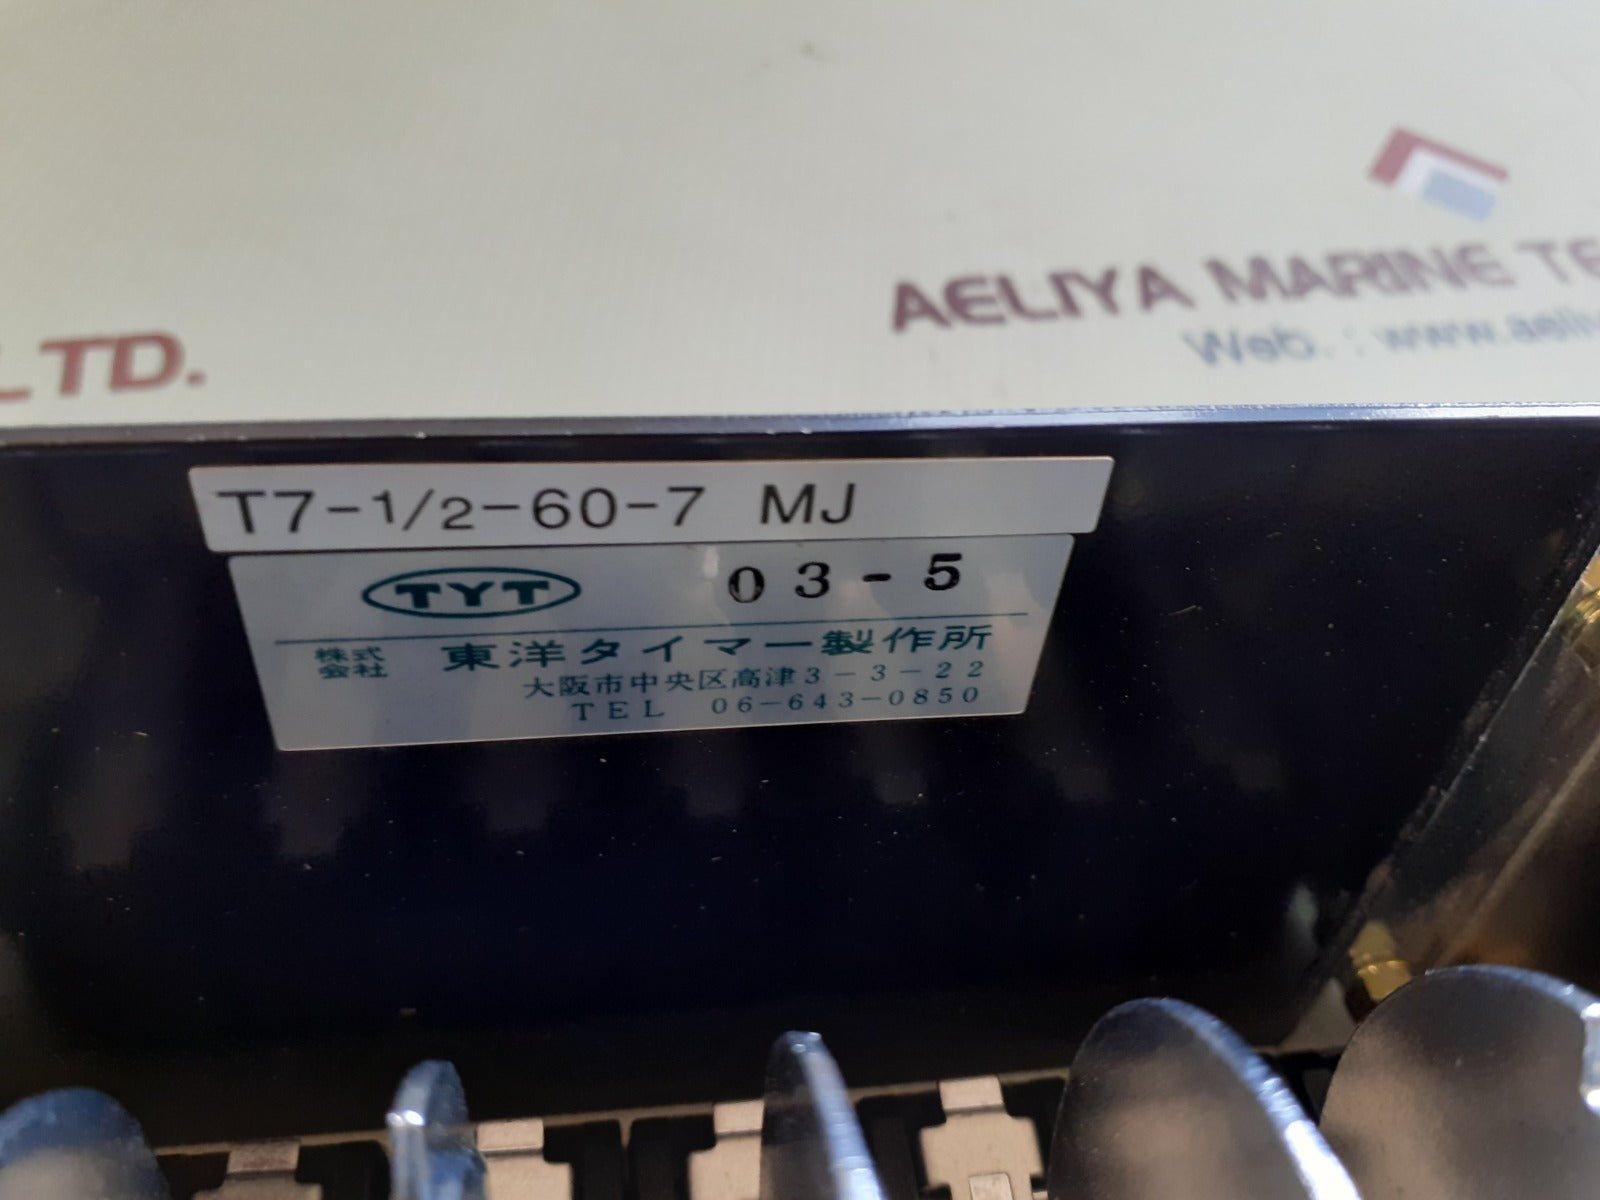 LTD.
AELIYA MARINE TE
Web. : www.aeliy
T7-1/2-60-7 MJ
TYT 03-5
株式会社 東洋タイマー製作所
大阪市中央区高津3-3-22
TEL 06-643-0850